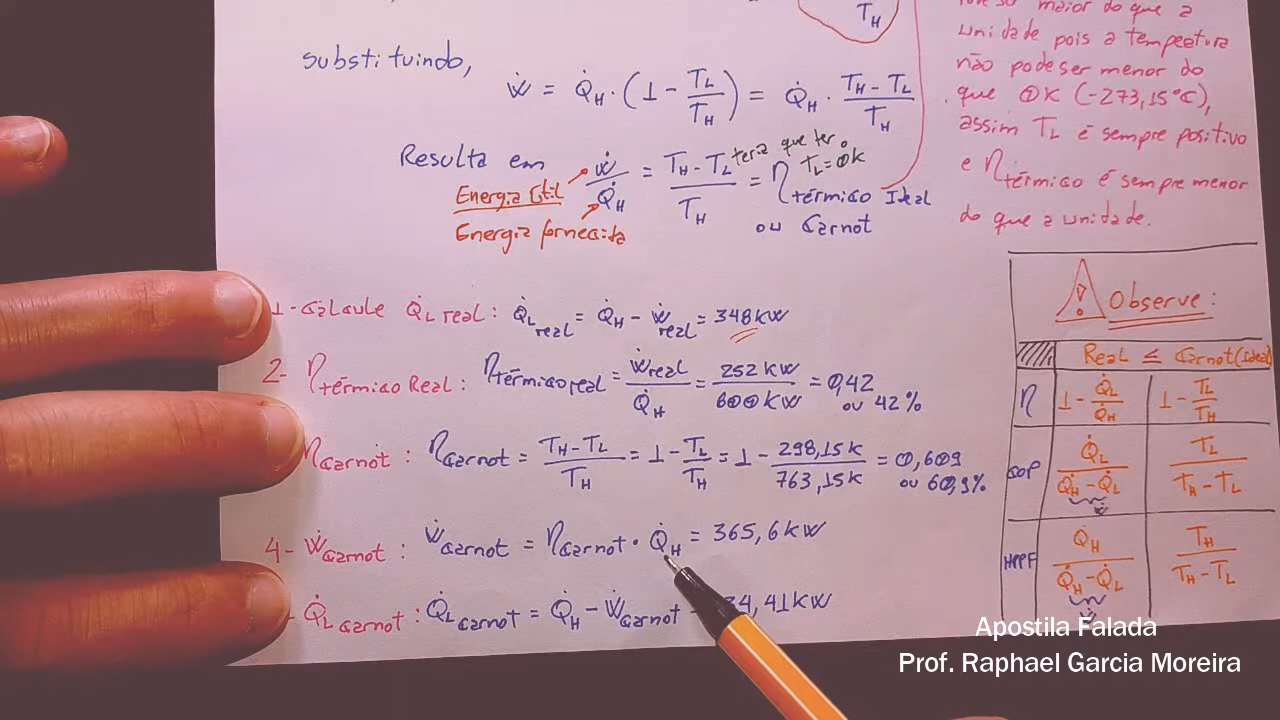 T_H
substituindo,
Ẇ = Q̇_H · (1 - T_L/T_H) = Q̇_H · (T_H - T_L)/T_H
Resulta em Ẇ/Q̇_H = (T_H - T_L)/T_H = η térmico Ideal
ou Carnot
teria que ter
T_L = 0K
Energia Útil
Energia fornecida
1- Calcule Q̇_L real: Q̇_L real = Q̇_H - Ẇ real = 348 kW
2- η térmico Real: η térmico real = Ẇ real/Q̇_H = 252 kW/600 kW = 0,42
ou 42%
η Carnot: η Carnot = (T_H - T_L)/T_H = 1 - T_L/T_H = 1 - 298,15K/763,15K = 0,609
ou 60,9%
4- Ẇ Carnot: Ẇ Carnot = η Carnot · Q̇_H = 365,6 kW
- Q̇_L Carnot: Q̇_L Carnot = Q̇_H - Ẇ Carnot 34,41 kW
maior do que a
unidade pois a temperatura
não pode ser menor do
que 0K (-273,15°C),
assim T_L é sempre positivo
e η térmico é sempre menor
do que a unidade.
! Observe:
Real ≤ Carnot (Ideal)
η 1 - Q̇_L/Q̇_H 1 - T_L/T_H
COP Q̇_L/(Q̇_H - Q̇_L) T_L/(T_H - T_L)
Ẇ
Q̇_H/(Q̇_H - Q̇_L) T_H/(T_H - T_L)
Ẇ
Apostila Falada
Prof. Raphael Garcia Moreira